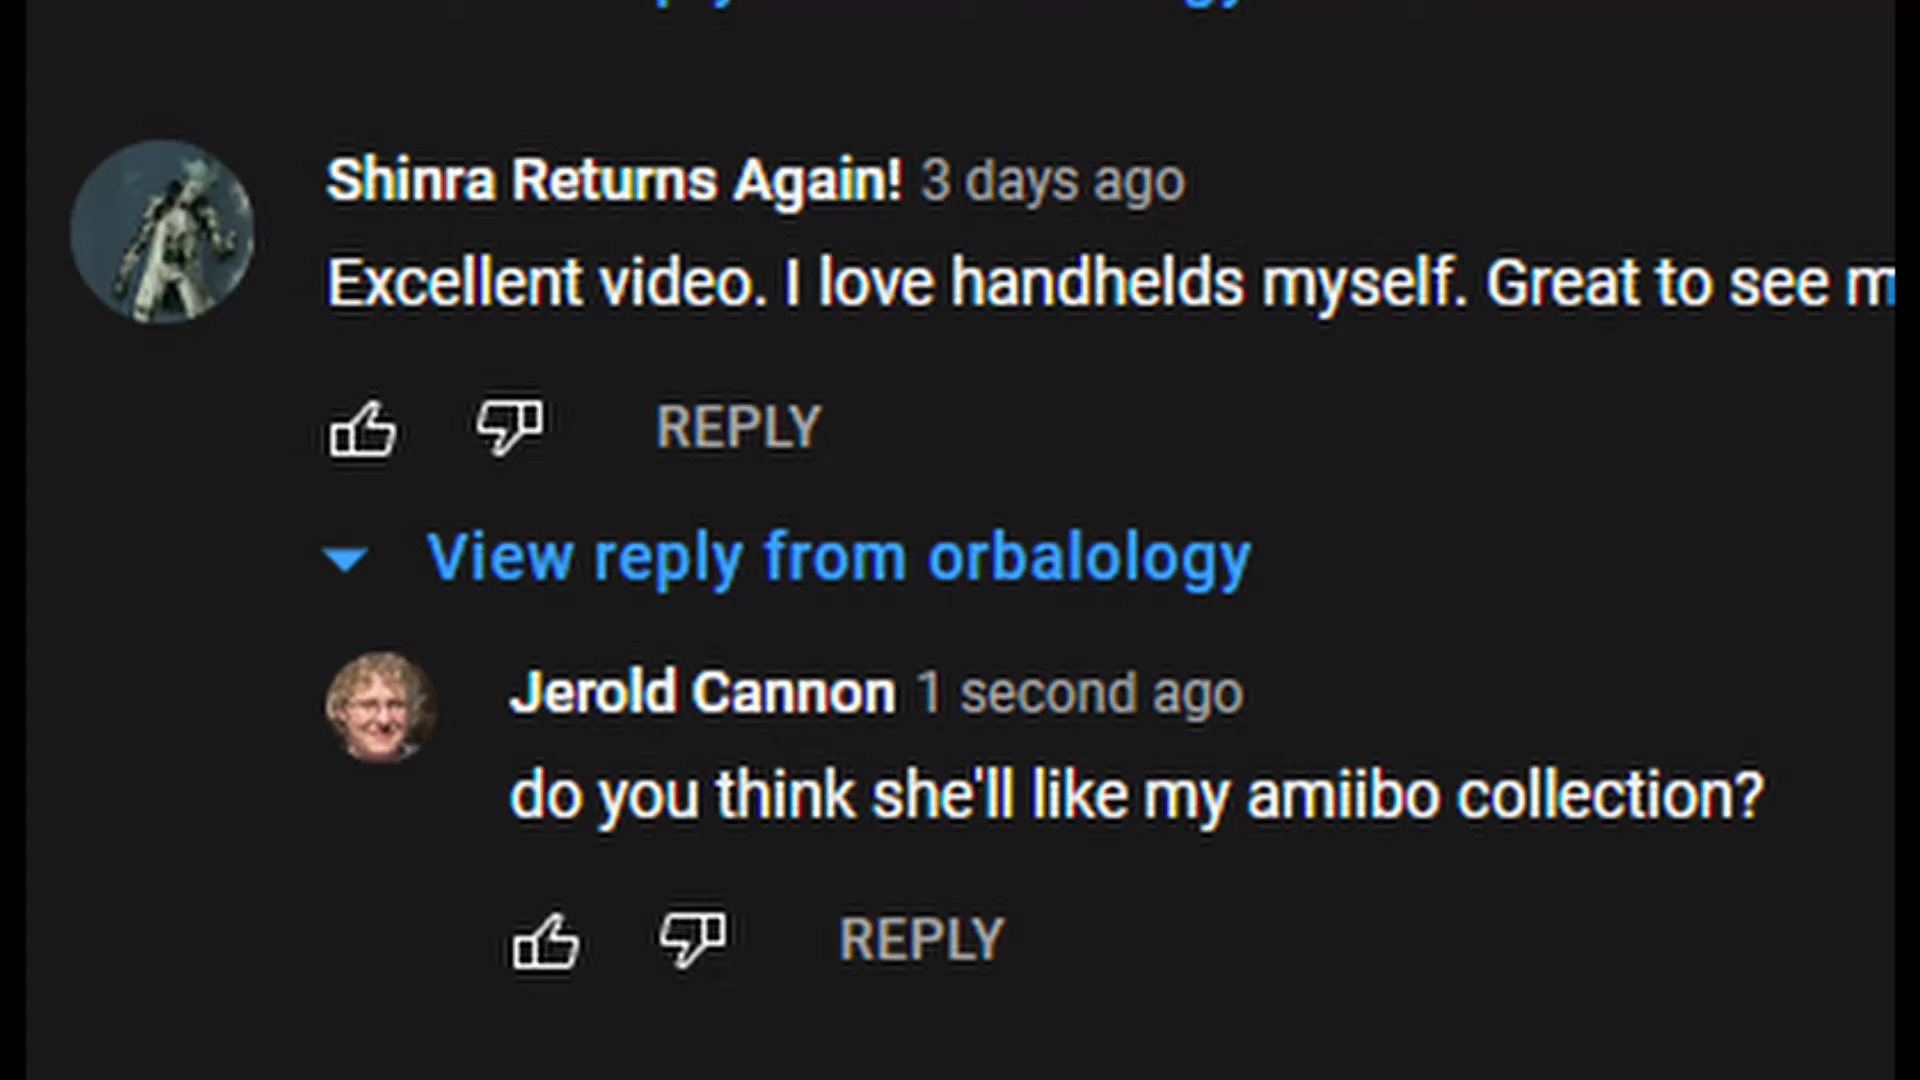 Shinra Returns Again! 3 days ago
Excellent video. I love handhelds myself. Great to see
REPLY
View reply from orbalology
Jerold Cannon 1 second ago
do you think she'll like my amiibo collection?
REPLY